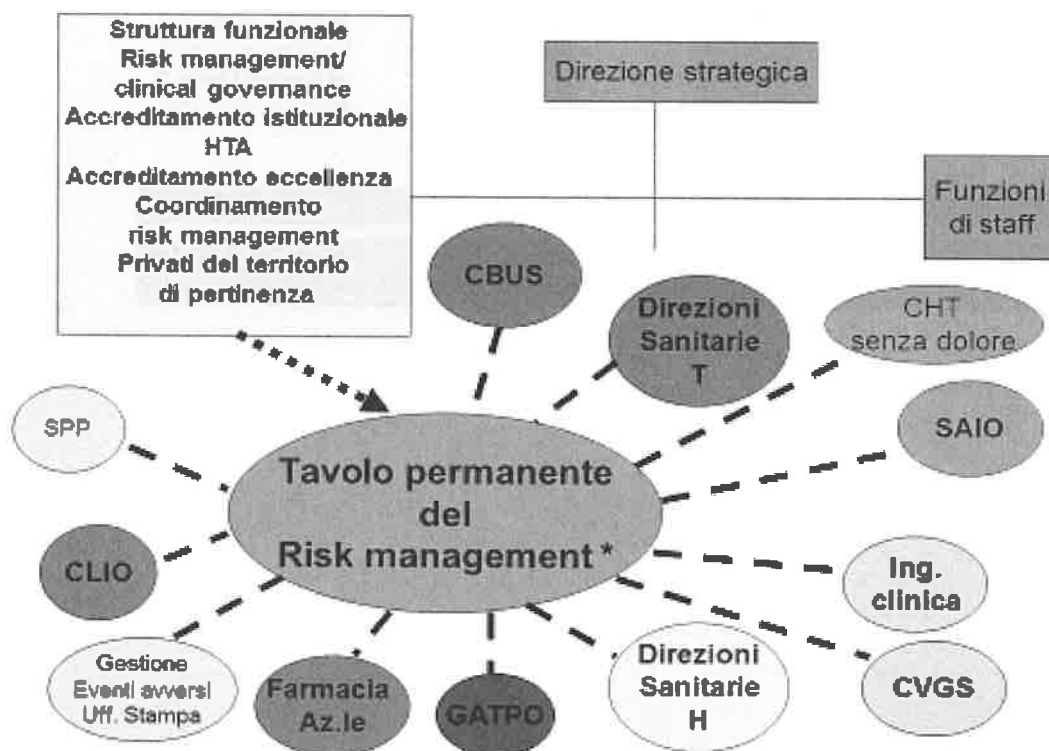 Struttura funzionale
Risk management/
clinical governance
Accreditamento istituzionale
HTA
Accreditamento eccellenza
Coordinamento
risk management
Privati del territorio
di pertinenza
Direzione strategica
Funzioni
di staff
CBUS
Direzioni
Sanitarie
T
CHT
senza dolore
SPP
SAIO
Tavolo permanente
del
Risk management *
CLIO
Ing.
clinica
Gestione
Eventi avversi
Uff. Stampa
Farmacia
Az.le
GATPO
Direzioni
Sanitarie
H
CVGS